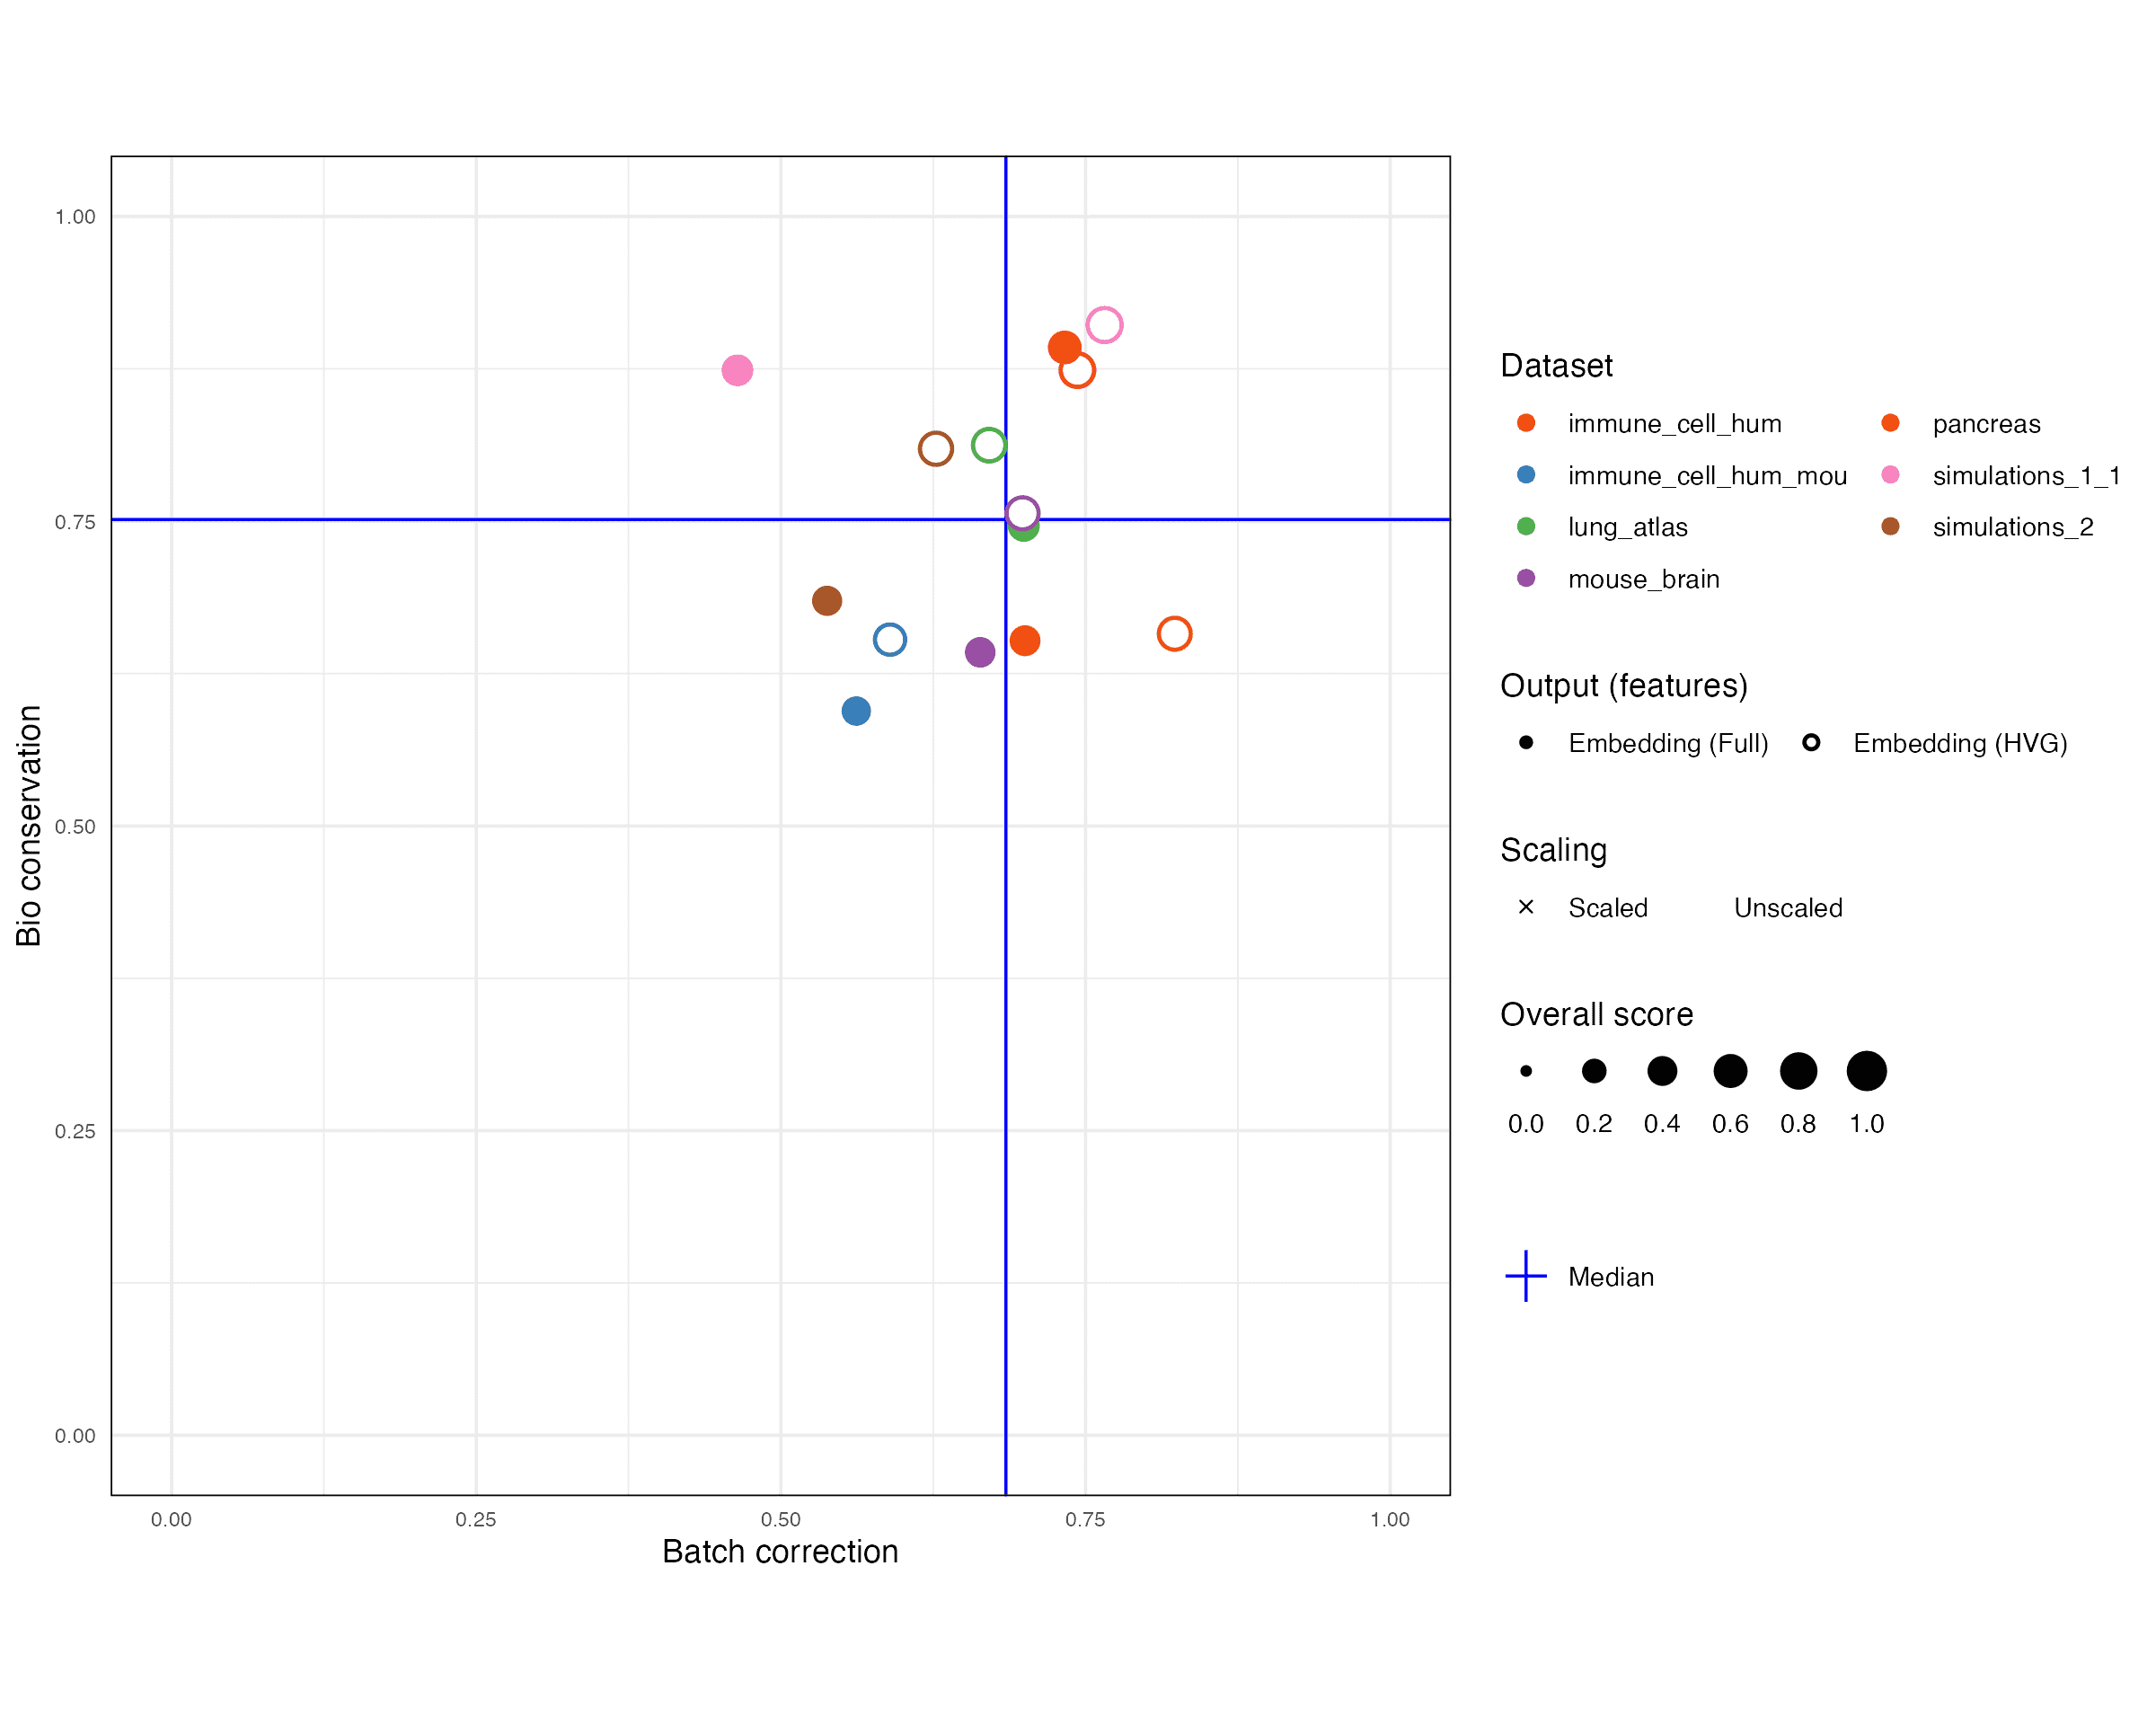 1.00
0.75
0.50
0.25
0.00
Bio conservation
0.00 0.25 0.50 0.75 1.00
Batch correction
Dataset
immune_cell_hum pancreas
immune_cell_hum_mou simulations_1_1
lung_atlas simulations_2
mouse_brain
Output (features)
Embedding (Full) Embedding (HVG)
Scaling
Scaled Unscaled
Overall score
0.0 0.2 0.4 0.6 0.8 1.0
Median